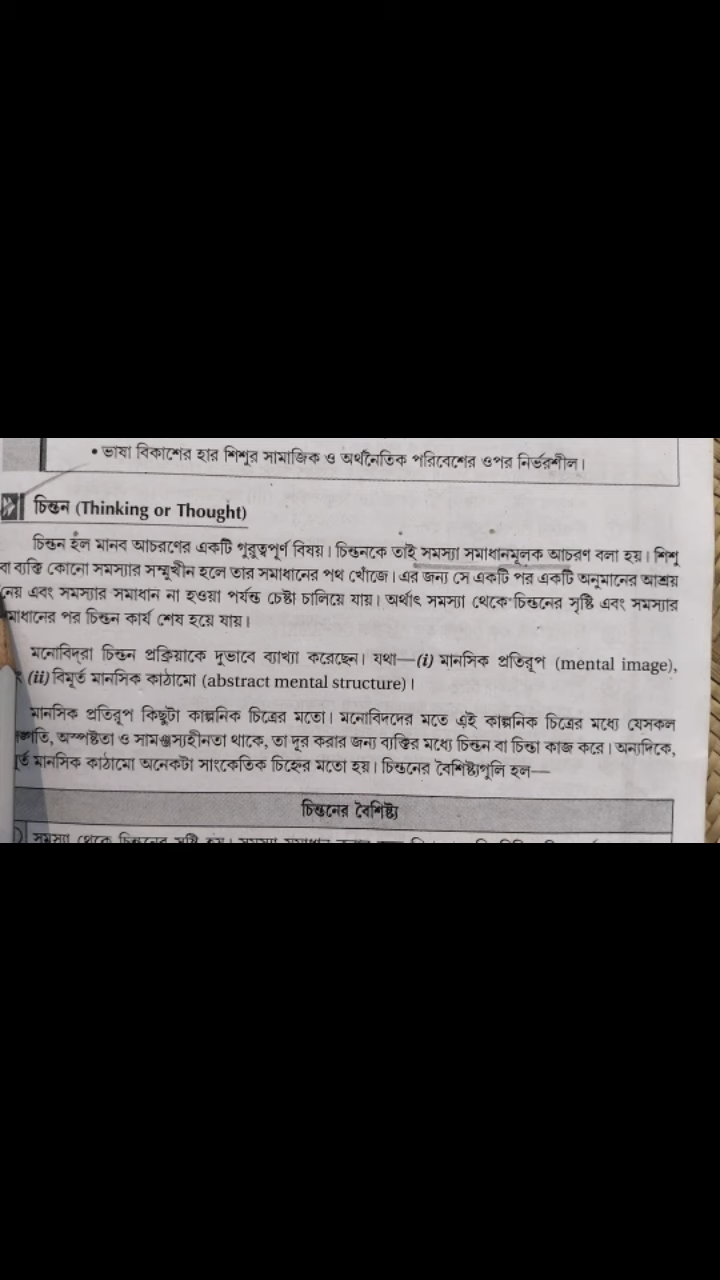 • ভাষা বিকাশের হার শিশুর সামাজিক ও অর্থনৈতিক পরিবেশের ওপর নির্ভরশীল।
চিন্তন (Thinking or Thought)
চিন্তন হল মানব আচরণের একটি গুরুত্বপূর্ণ বিষয়। চিন্তনকে তাই সমস্যা সমাধানমূলক আচরণ বলা হয়। শিশু
বা ব্যক্তি কোনো সমস্যার সম্মুখীন হলে তার সমাধানের পথ খোঁজে। এর জন্য সে একটি পর একটি অনুমানের আশ্রয়
নেয় এবং সমস্যার সমাধান না হওয়া পর্যন্ত চেষ্টা চালিয়ে যায়। অর্থাৎ সমস্যা থেকে চিন্তনের সৃষ্টি এবং সমস্যার
মাধানের পর চিন্তন কার্য শেষ হয়ে যায়।
মনোবিদরা চিন্তন প্রক্রিয়াকে দুভাবে ব্যাখ্যা করেছেন। যথা—(i) মানসিক প্রতিরূপ (mental image),
(ii) বিমূর্ত মানসিক কাঠামো (abstract mental structure)।
মানসিক প্রতিরূপ কিছুটা কাল্পনিক চিত্রের মতো। মনোবিদদের মতে এই কাল্পনিক চিত্রের মধ্যে যেসকল
অস্পষ্টতা ও সামঞ্জস্যহীনতা থাকে, তা দূর করার জন্য ব্যক্তির মধ্যে চিন্তন বা চিন্তা কাজ করে। অন্যদিকে,
মানসিক কাঠামো অনেকটা সাংকেতিক চিহ্নের মতো হয়। চিন্তনের বৈশিষ্ট্যগুলি হল—
চিন্তনের বৈশিষ্ট্য
সমস্যা থেকে চিন্তনের সৃষ্টি হয়।